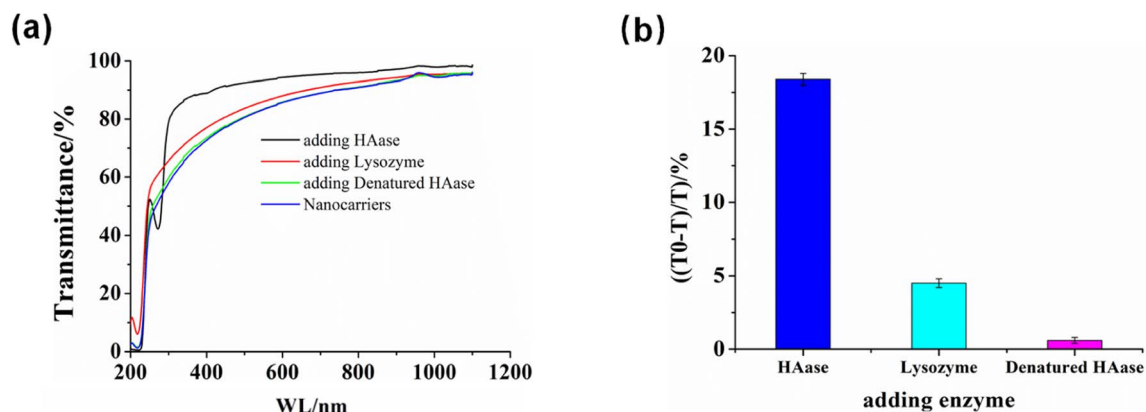 (a)
Transmittance/%
100
80
60
40
20
0
adding HAase
adding Lysozyme
adding Denatured HAase
Nanocarriers
200 400 600 800 1000 1200
WL/nm
(b)
((T0-T)/T)/%
20
15
10
5
0
HAase Lysozyme Denatured HAase
adding enzyme